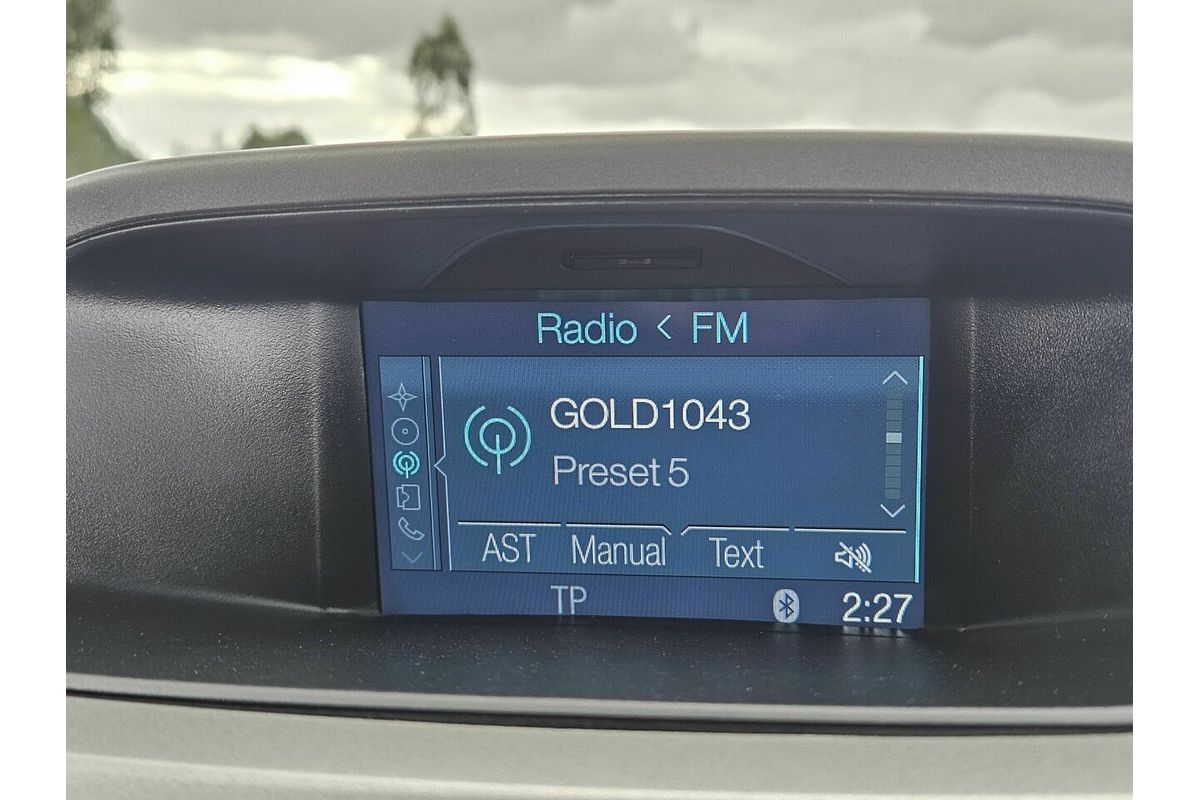 Radio < FM
GOLD1043
Preset 5
AST Manual Text
TP 2:27